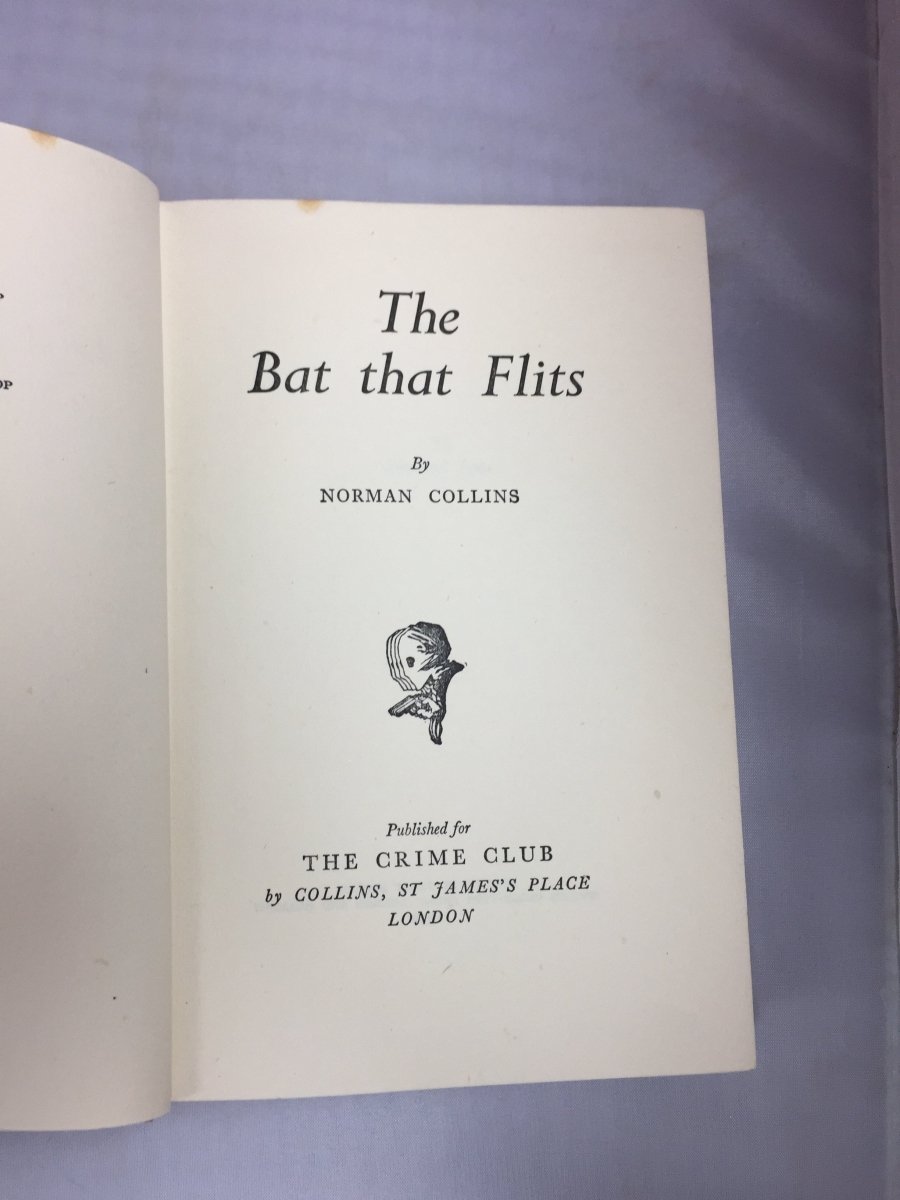 The
Bat that Flits
By
NORMAN COLLINS
Published for
THE CRIME CLUB
by COLLINS, ST JAMES'S PLACE
LONDON